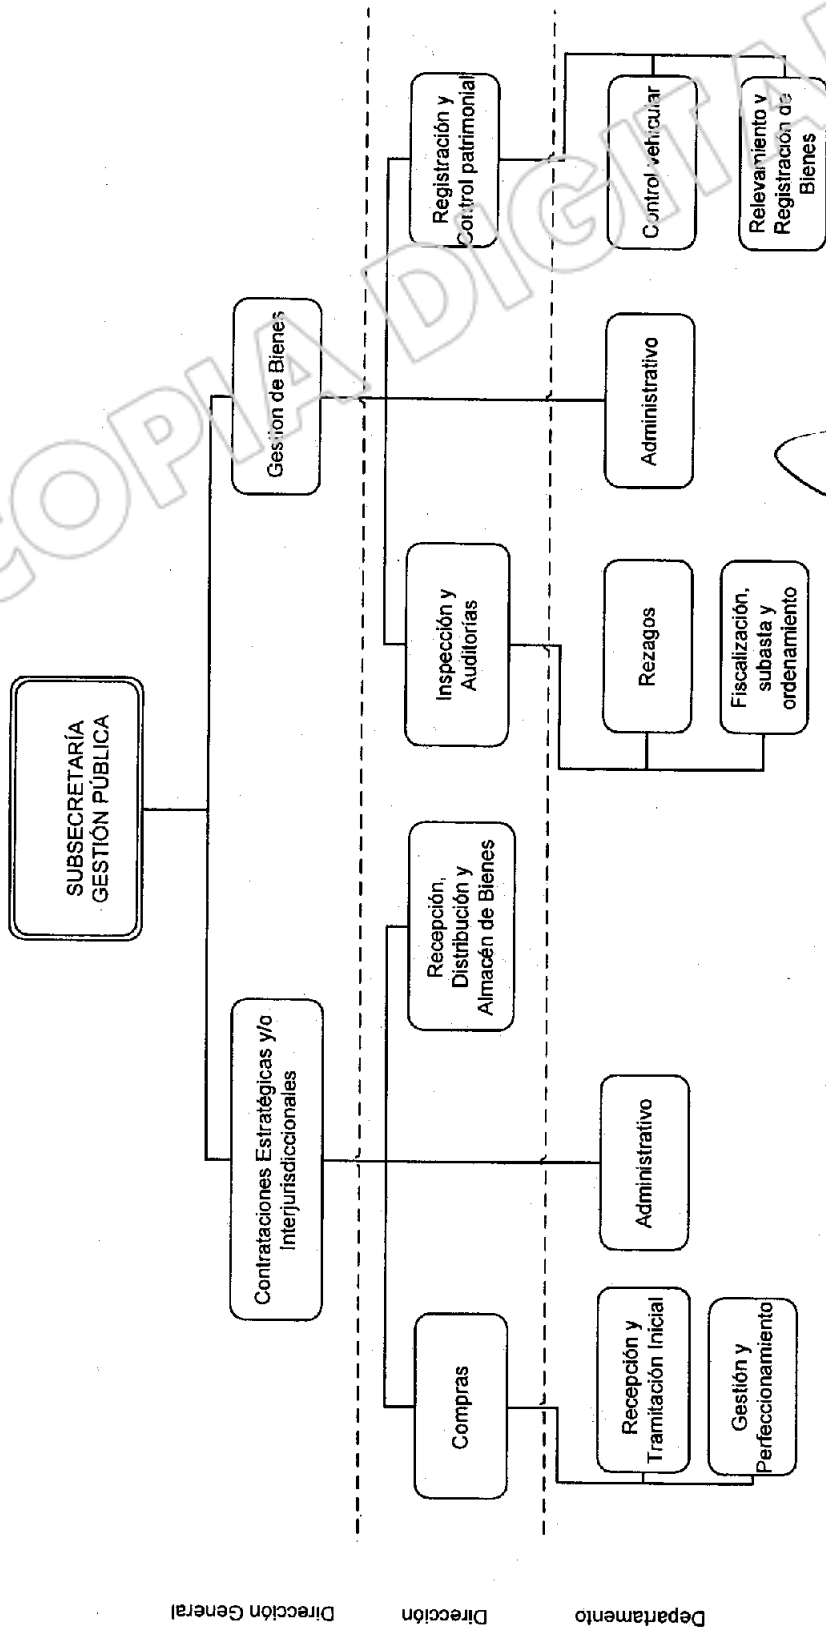 SUBSECRETARÍA
GESTIÓN PÚBLICA
Dirección General
Contrataciones Estratégicas y/o
Interjurisdiccionales
Gestion de Bienes
Dirección
Compras
Recepción,
Distribución y
Almacén de Bienes
Inspección y
Auditorías
Registración y
Control patrimonial
Departamento
Recepción y
Tramitación Inicial
Gestión y
Perfeccionamiento
Administrativo
Rezagos
Fiscalización,
subasta y
ordenamiento
Administrativo
Control vehicular
Relevamiento y
Registración de
Bienes
COPIA DIGITAL